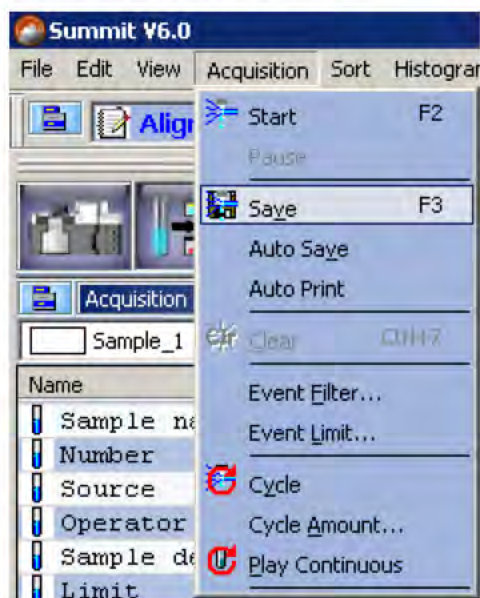 Summit V6.0
File Edit View Acquisition Sort Histogram
Align
Start F2
Pause
Save F3
Auto Save
Auto Print
Acquisition
Sample_1
Clear Ctrl+7
Name
Event Filter...
Sample na
Number
Event Limit...
Source
Cycle
Operator
Cycle Amount...
Sample de
Play Continuous
Limit